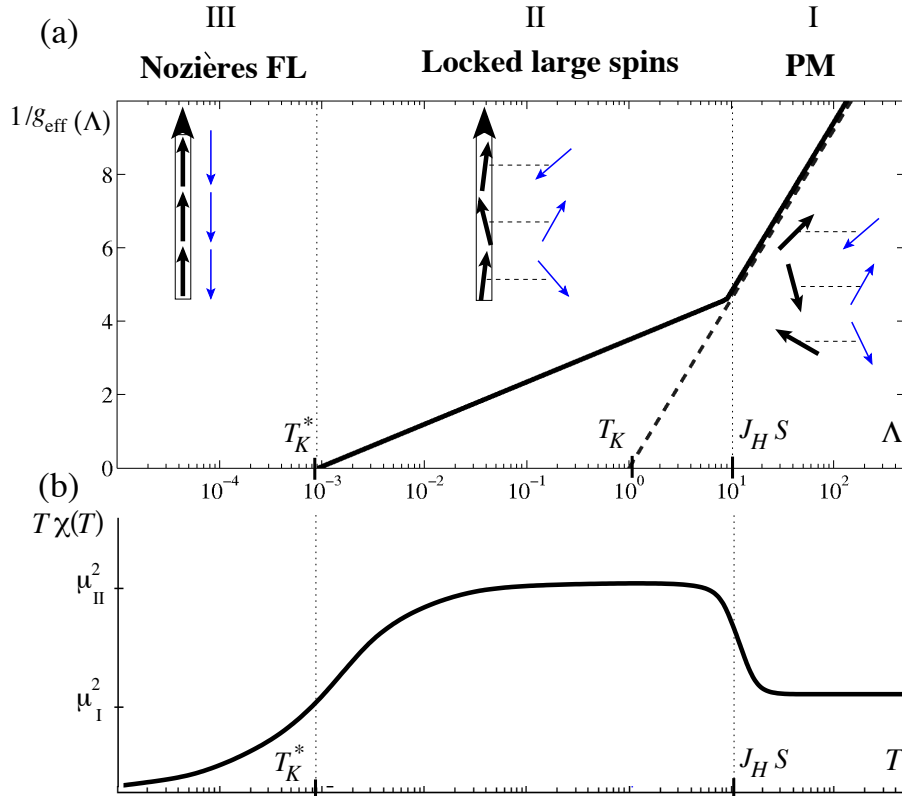 III II I
(a)
Nozières FL Locked large spins PM
1/g_eff (Λ)
8
6
4
2
0
T_K^* T_K J_H S Λ
10^-4 10^-3 10^-2 10^-1 10^0 10^1 10^2
(b)
T χ(T)
μ_II^2
μ_I^2
T_K^* J_H S T